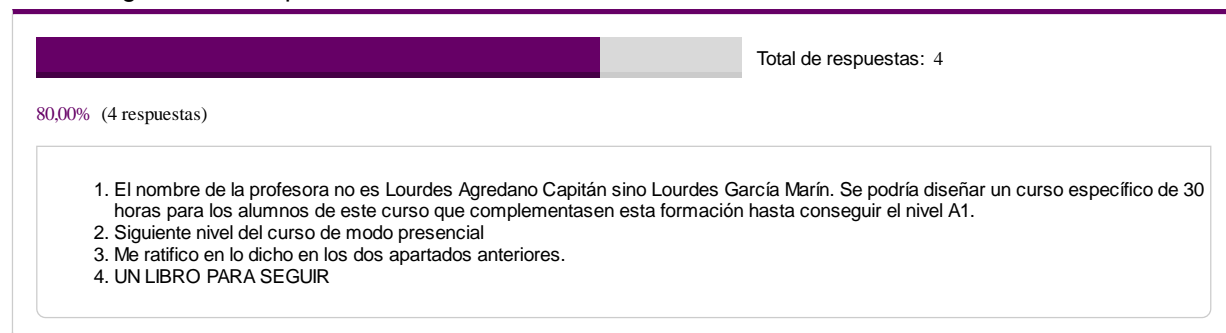 Total de respuestas: 4
80,00% (4 respuestas)
1. El nombre de la profesora no es Lourdes Agredano Capitán sino Lourdes García Marín. Se podría diseñar un curso específico de 30
horas para los alumnos de este curso que complementasen esta formación hasta conseguir el nivel A1.
2. Siguiente nivel del curso de modo presencial
3. Me ratifico en lo dicho en los dos apartados anteriores.
4. UN LIBRO PARA SEGUIR